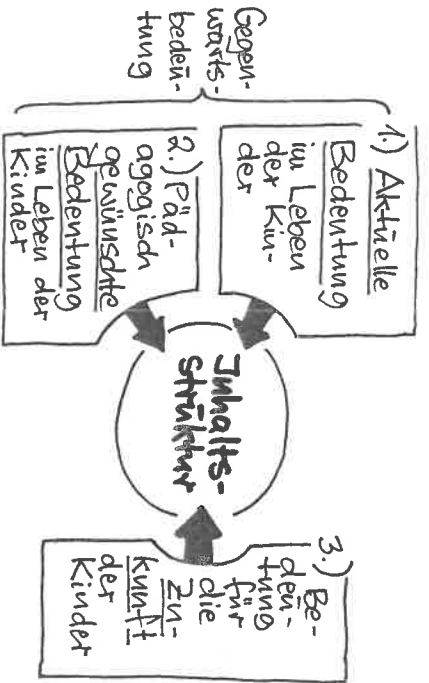 Gegen-
warts-
bedeu-
tung
1.) Aktuelle
Bedeutung
im Leben
der Kin-
der
2.) Päd-
agogisch
gewünschte
Bedeutung
im Leben der
Kinder
Inhalts-
struktur
3.) Be-
deu-
tung
für
die
Zu-
kunft
der
Kinder